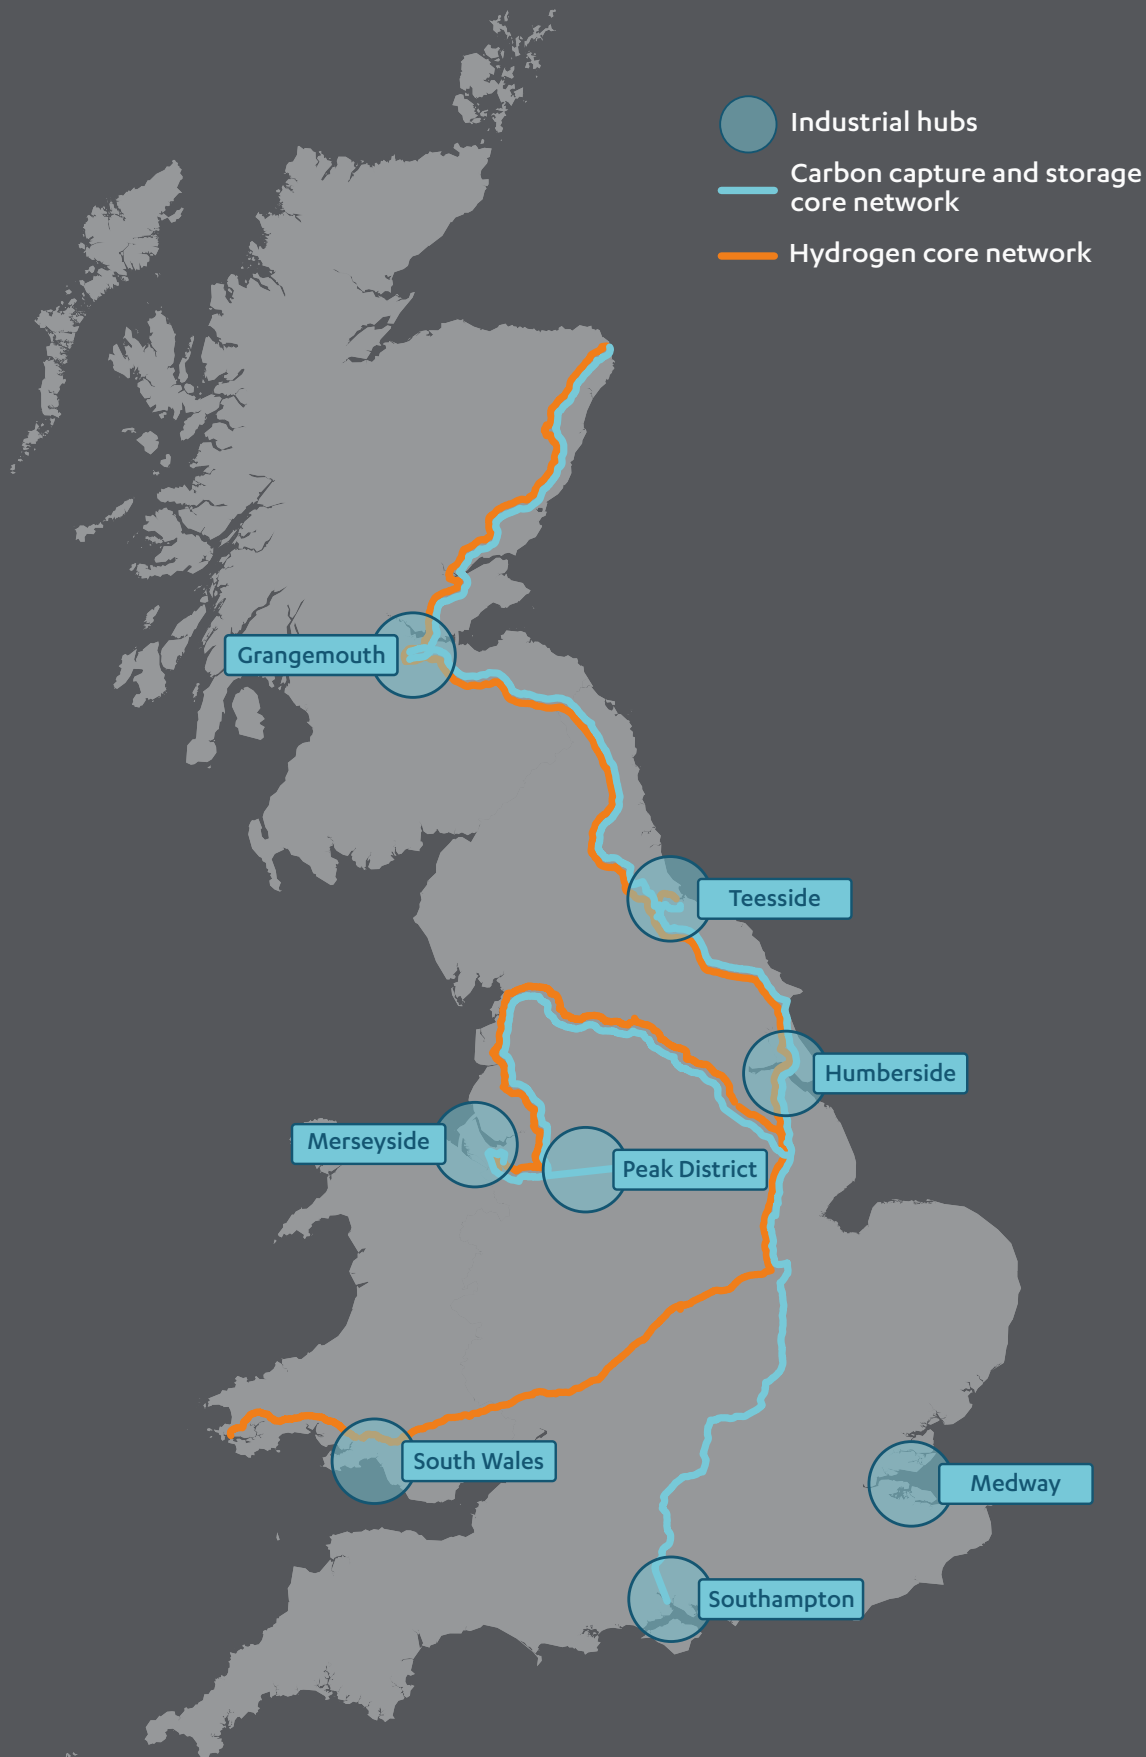 Industrial hubs
Carbon capture and storage
core network
Hydrogen core network
Grangemouth
Teesside
Humberside
Merseyside
Peak District
South Wales
Medway
Southampton